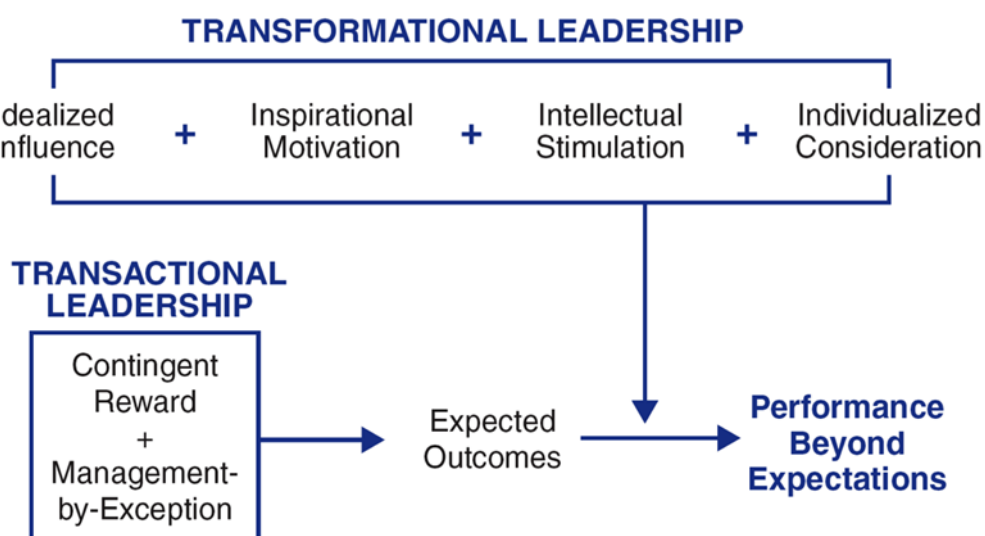 TRANSFORMATIONAL LEADERSHIP
dealized
nfluence
+
Inspirational
Motivation
+
Intellectual
Stimulation
+
Individualized
Consideration
TRANSACTIONAL
LEADERSHIP
Contingent
Reward
+
Management-
by-Exception
Expected
Outcomes
Performance
Beyond
Expectations